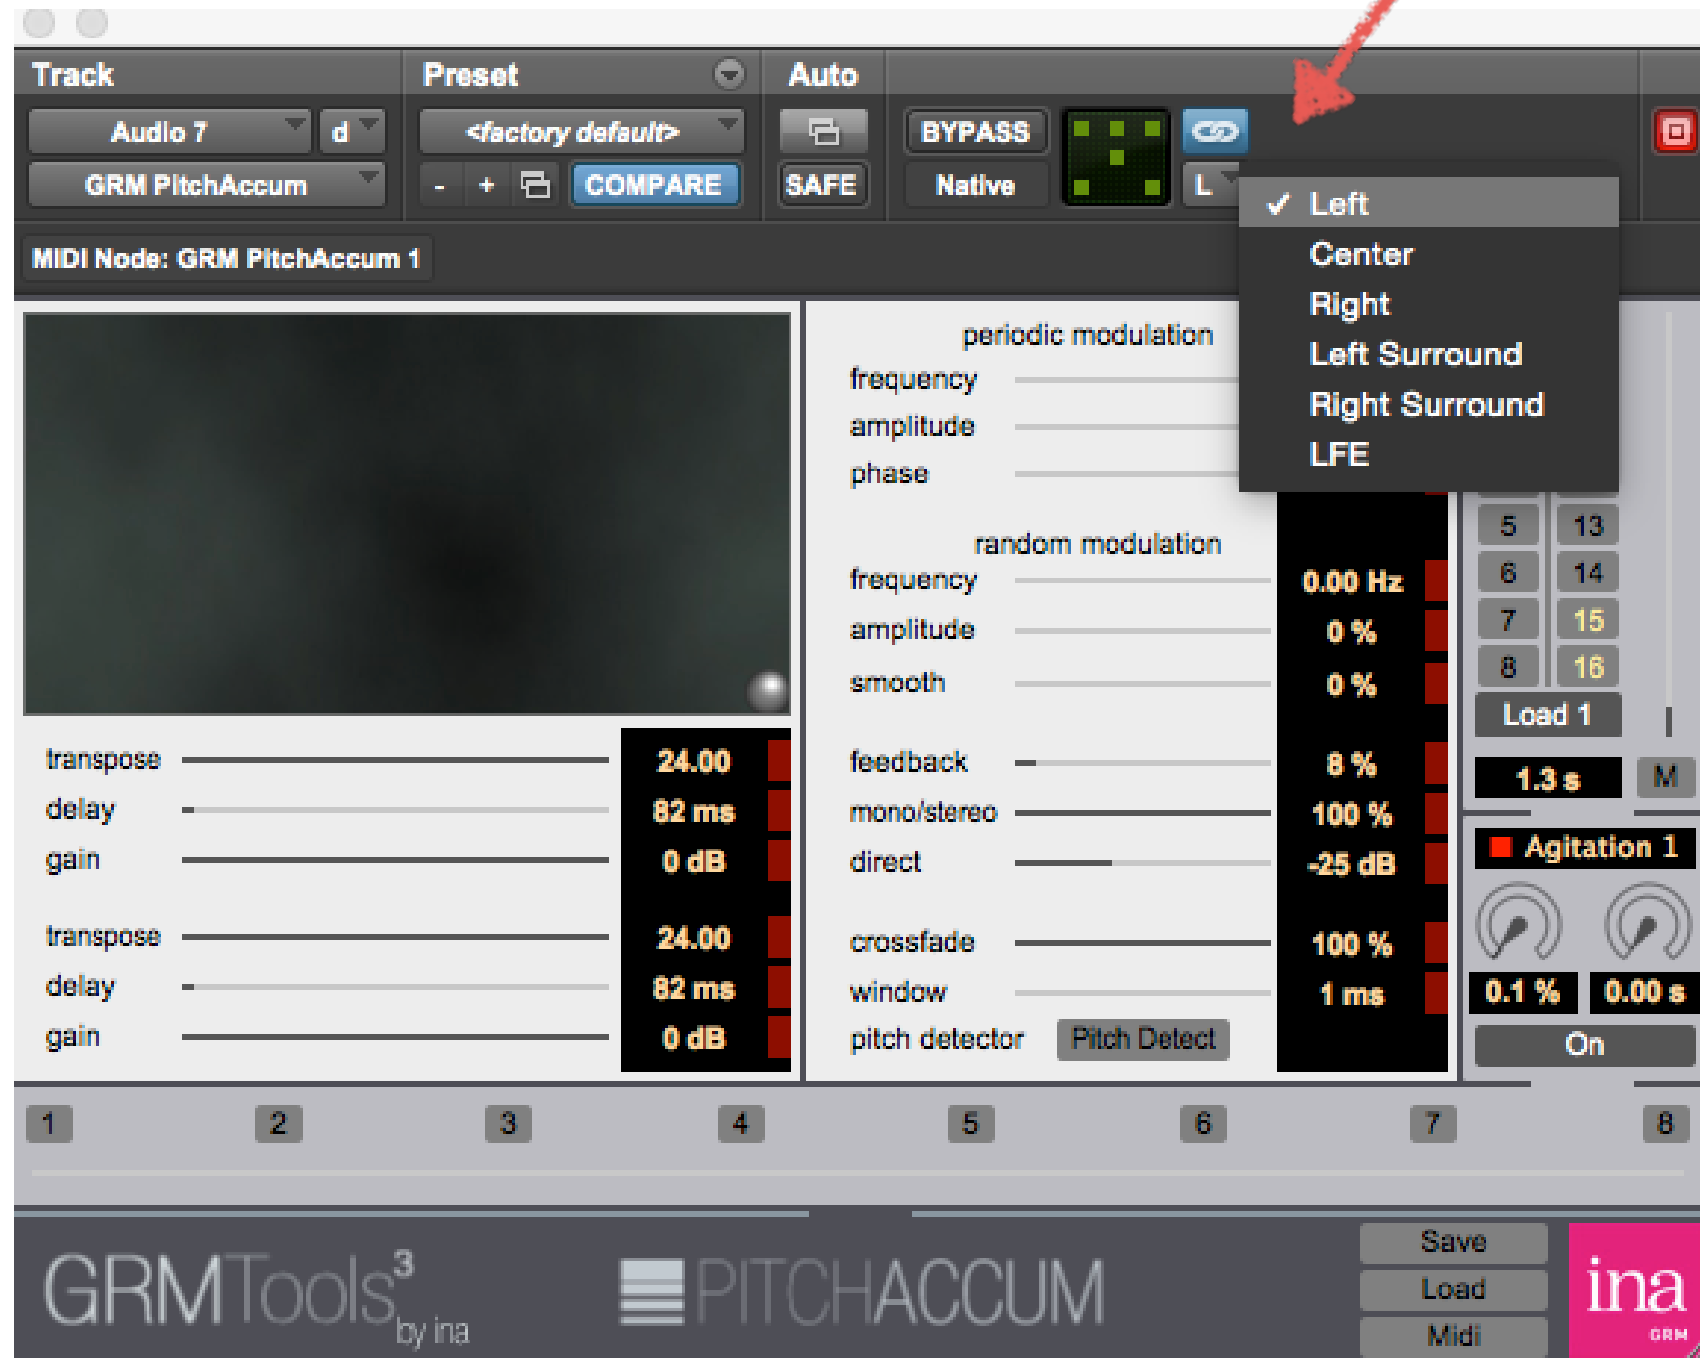 Track
Preset
Auto
Audio 7
d
<factory default>
BYPASS
GRM PitchAccum
- +
COMPARE
SAFE
Native
L
✓ Left
Center
Right
Left Surround
Right Surround
LFE
MIDI Node: GRM PitchAccum 1
periodic modulation
frequency
amplitude
phase
random modulation
frequency 0.00 Hz
amplitude 0 %
smooth 0 %
feedback 8 %
mono/stereo 100 %
direct -25 dB
crossfade 100 %
window 1 ms
pitch detector Pitch Detect
transpose 24.00
delay 82 ms
gain 0 dB
transpose 24.00
delay 82 ms
gain 0 dB
5 13
6 14
7 15
8 16
Load 1
1.3 s M
Agitation 1
0.1 % 0.00 s
On
1 2 3 4 5 6 7 8
GRMTools3
by ina
PITCHACCUM
Save
Load
Midi
ina
GRM